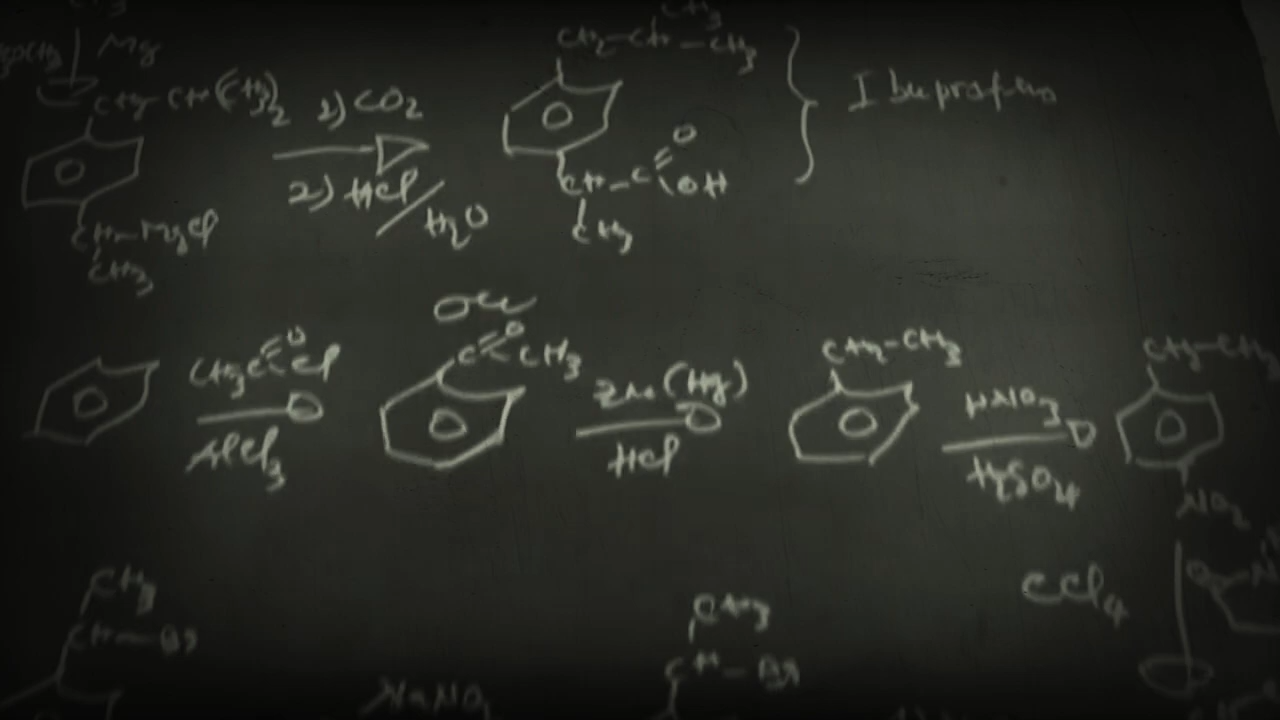 CH3
Mg
CH2-CH-CH3
CH2-CH(CH3)2
1) CO2
2) HCl/H2O
CH-MgCl
CH3
CH-C=O
OH
CH3
Ibuprofen
CH3C=O Cl
AlCl3
C=O CH3
Zn(Hg)
HCl
CH2-CH3
HNO3
H2SO4
CH2-CH3
NO2
CCl4
CH3
CH-Br
NaNO2
CH3
CH-Br